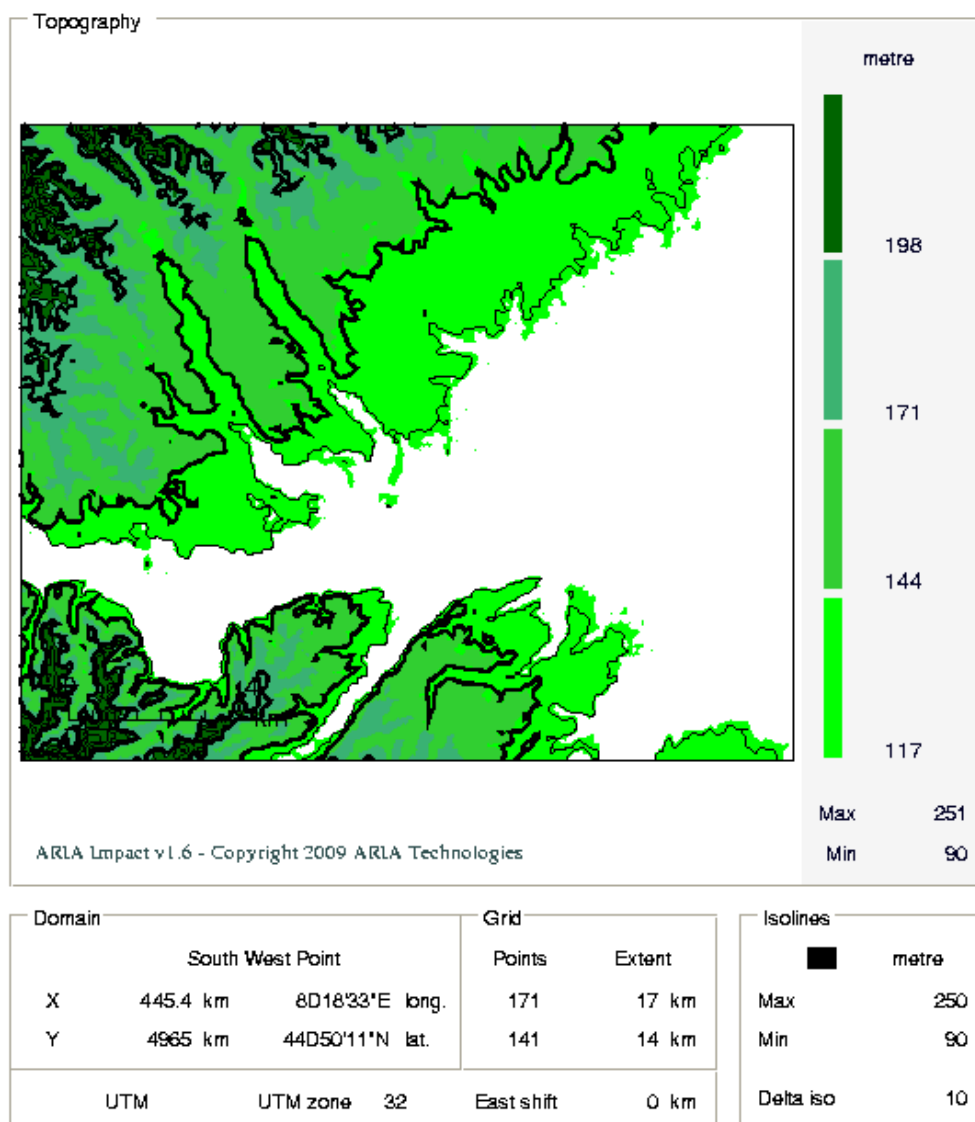 Topography
metre
198
171
144
117
Max 251
Min 90
4
km
ARIA Impact v1.6 - Copyright 2009 ARIA Technologies
Domain
South West Point
X 445.4 km 8D18'33"E long.
Y 4965 km 44D50'11"N lat.
UTM UTM zone 32
Grid
Points Extent
171 17 km
141 14 km
East shift 0 km
Isolines
metre
Max 250
Min 90
Delta iso 10